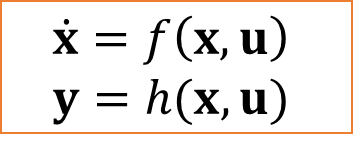 ẋ = f(x, u)
y = h(x, u)